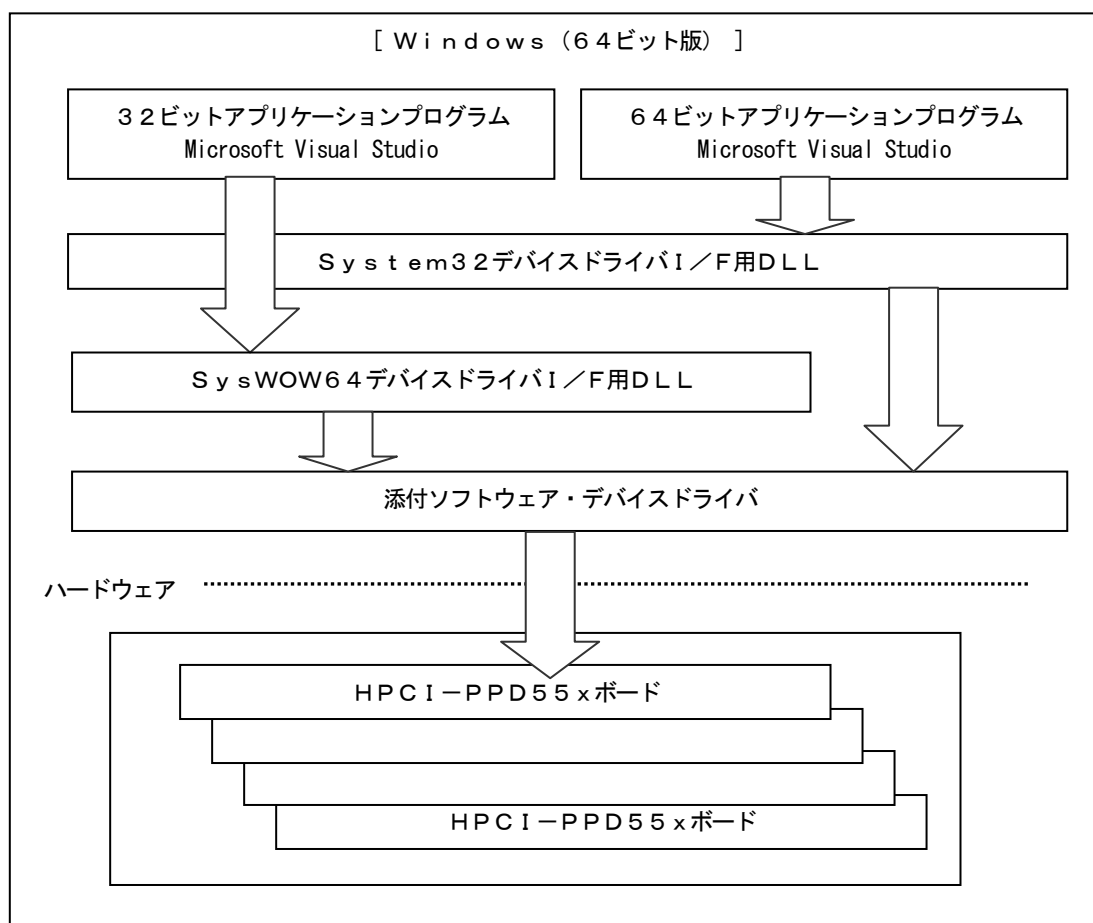 [ Ｗｉｎｄｏｗｓ（６４ビット版） ]
３２ビットアプリケーションプログラム
Microsoft Visual Studio
６４ビットアプリケーションプログラム
Microsoft Visual Studio
Ｓｙｓｔｅｍ３２デバイスドライバＩ／Ｆ用ＤＬＬ
ＳｙｓＷＯＷ６４デバイスドライバＩ／Ｆ用ＤＬＬ
添付ソフトウェア・デバイスドライバ
ハードウェア
ＨＰＣＩ－ＰＰＤ５５ｘボード
ＨＰＣＩ－ＰＰＤ５５ｘボード